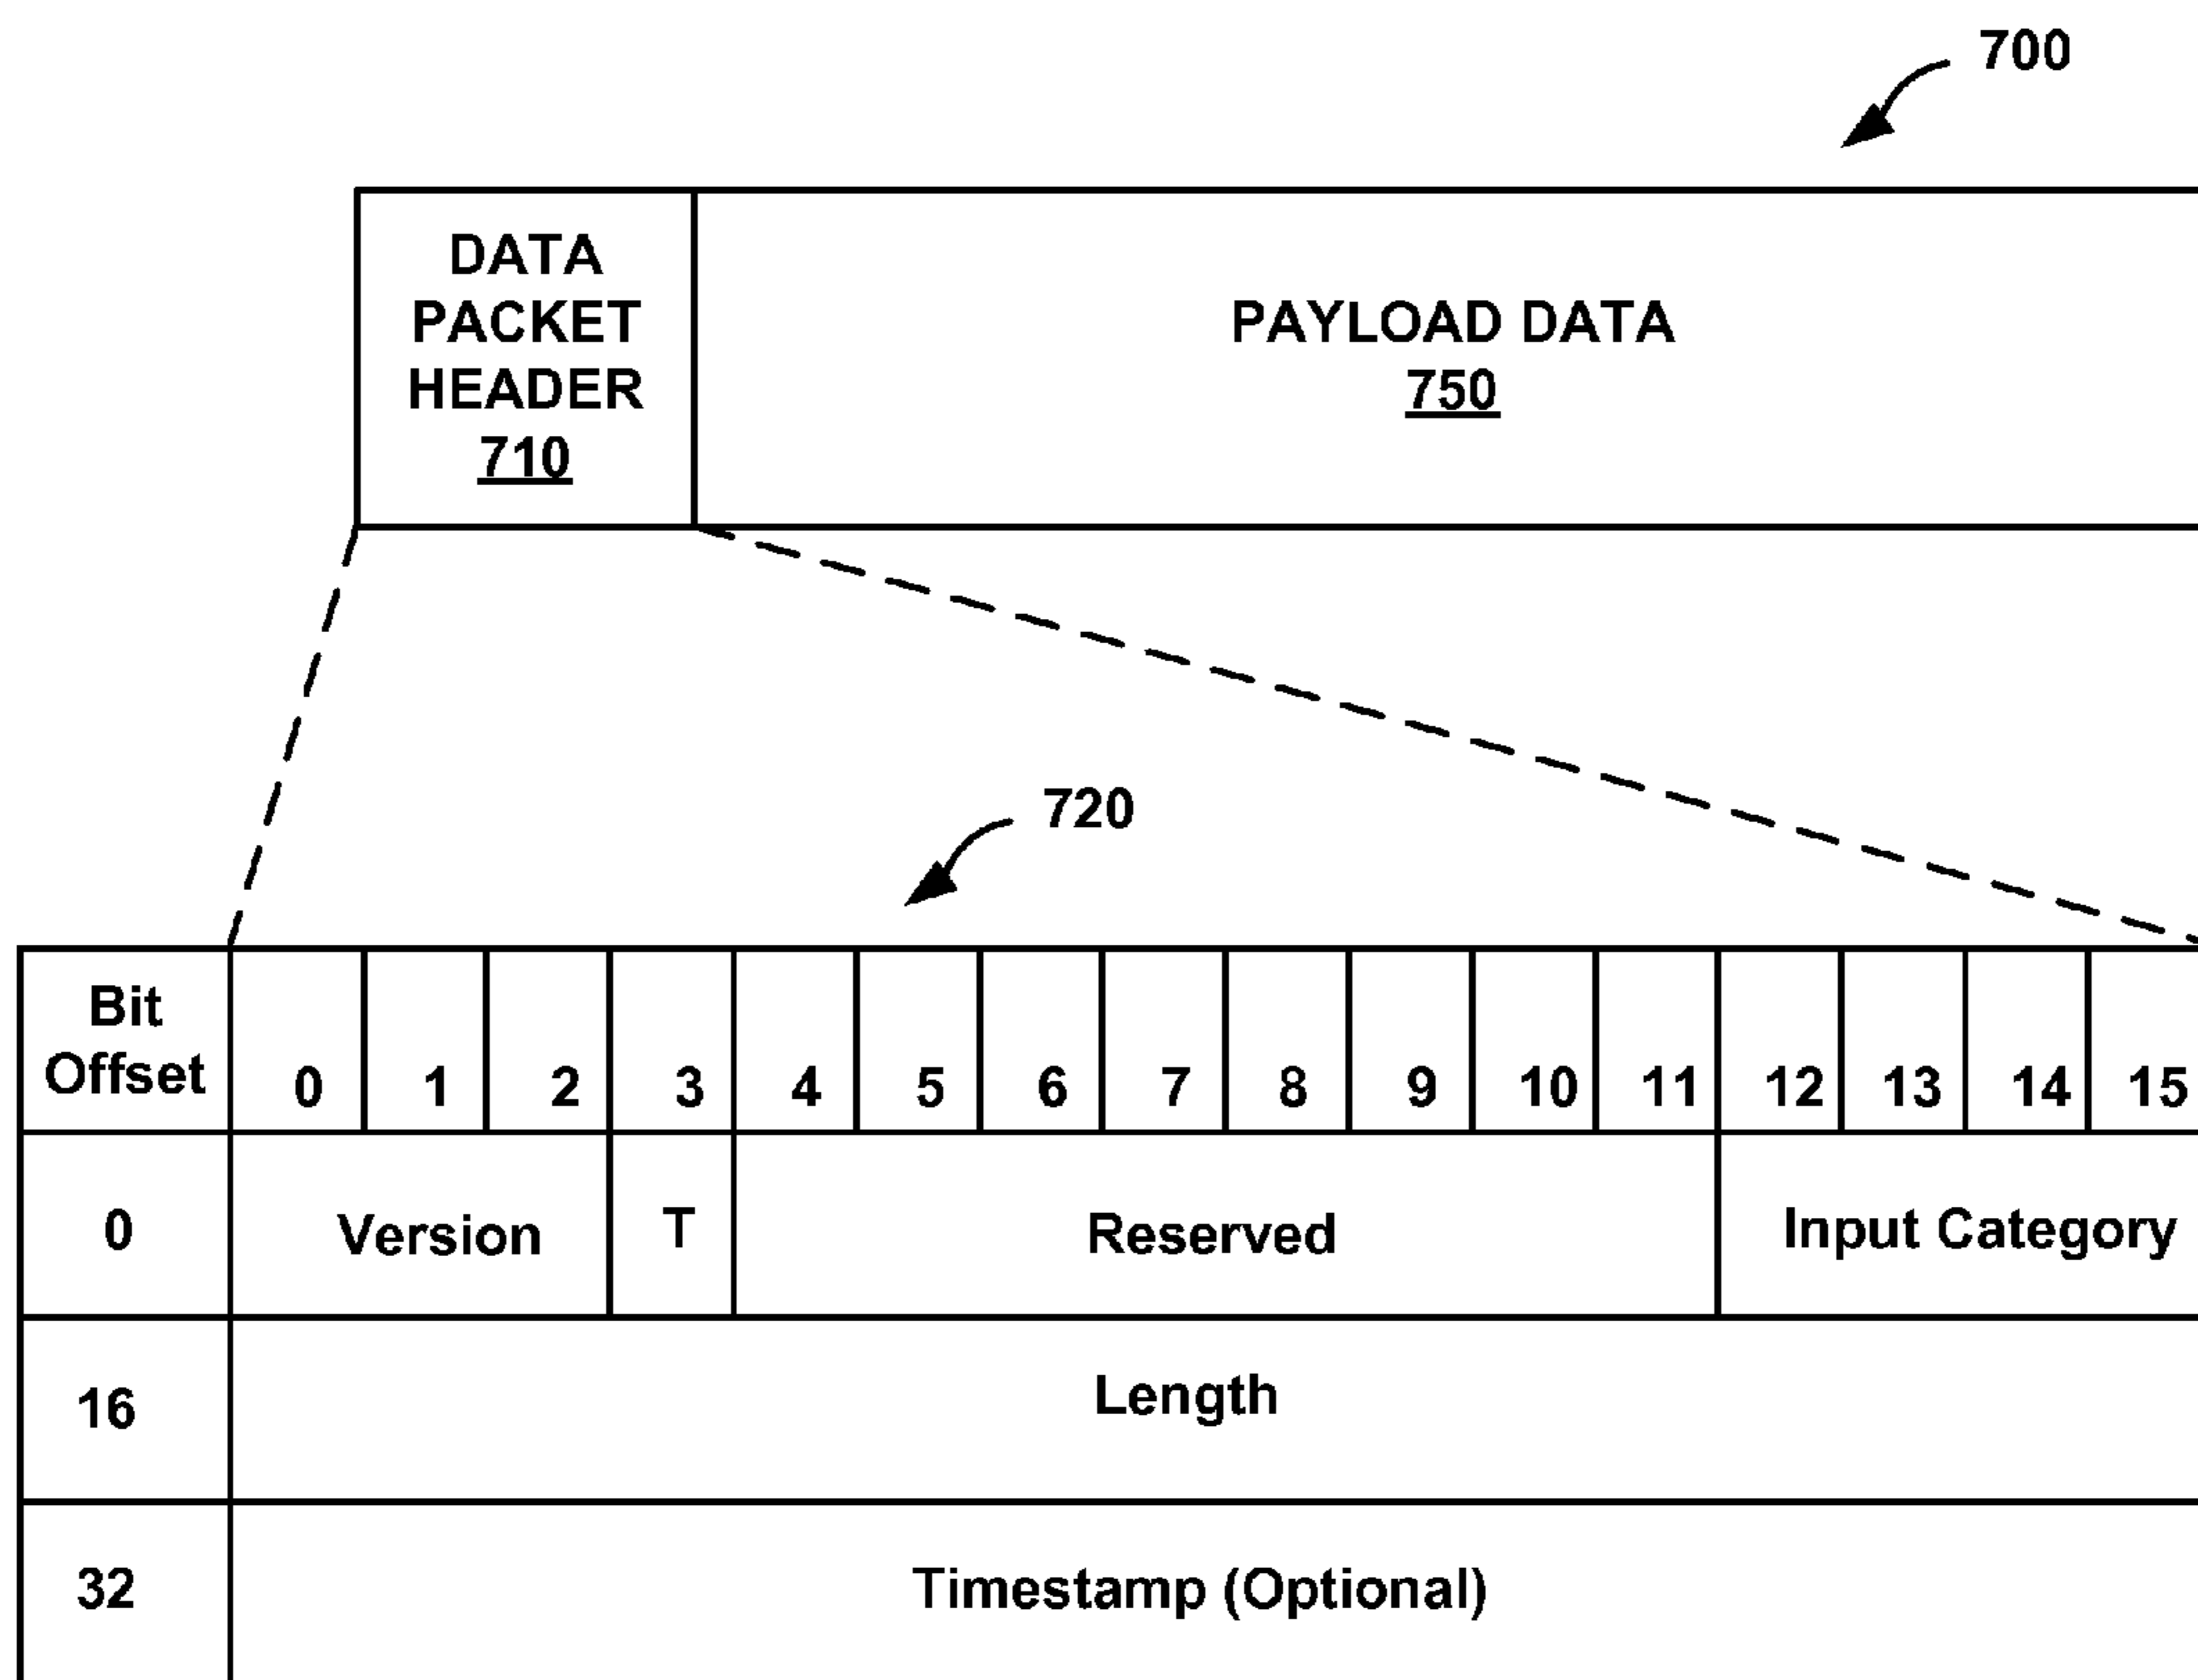 700
DATA
PACKET
HEADER
710
PAYLOAD DATA
750
720
Bit
Offset
0 1 2 3 4 5 6 7 8 9 10 11 12 13 14 15
0 Version T Reserved Input Category
16 Length
32 Timestamp (Optional)